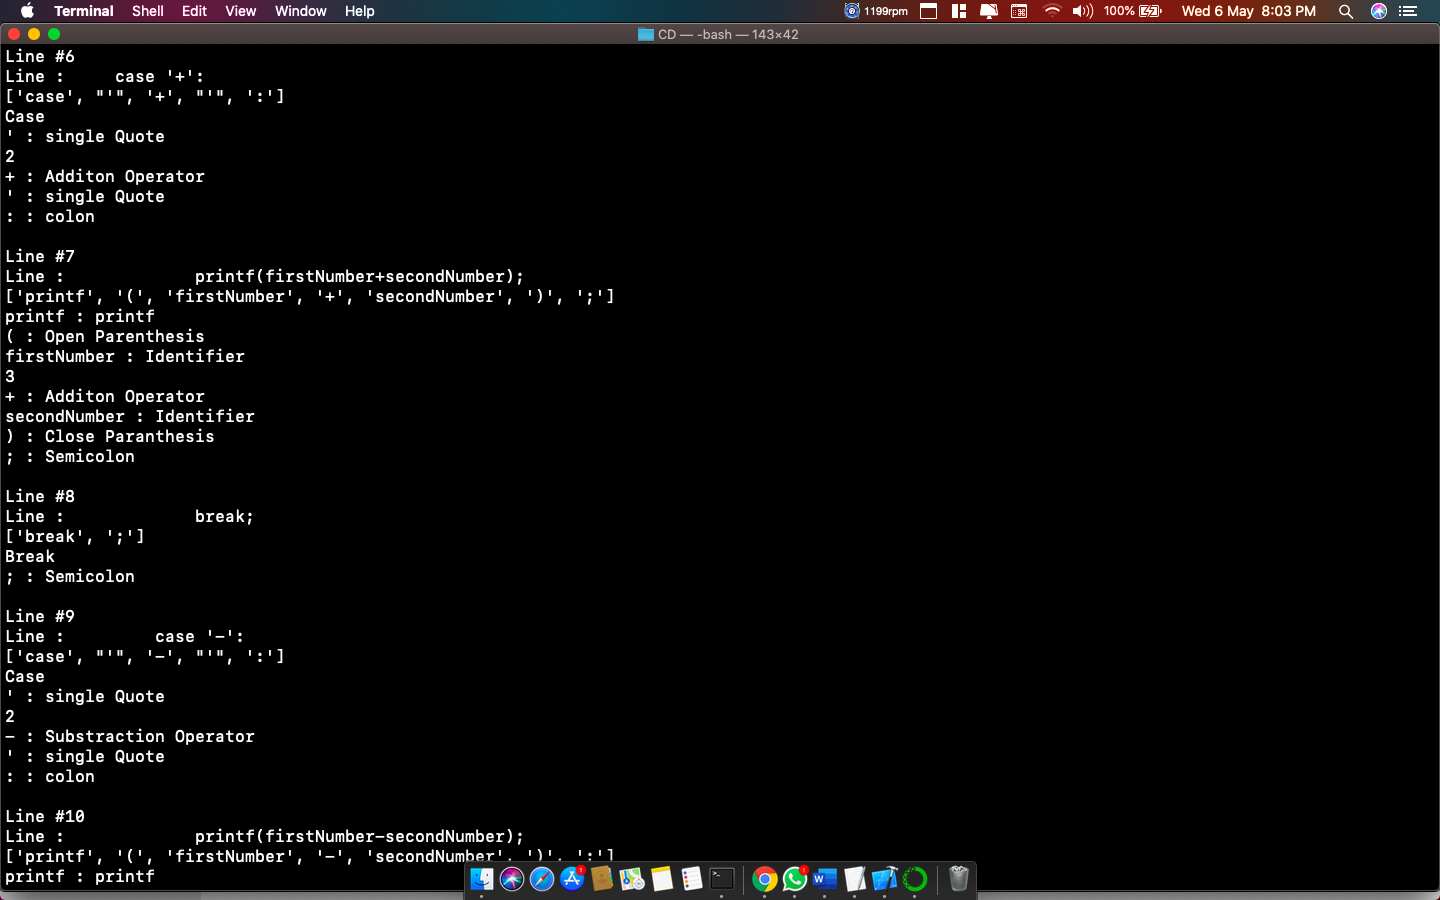 Terminal Shell Edit View Window Help 1199rpm 100% Wed 6 May 8:03 PM
CD — -bash — 143×42
Line #6
Line :     case '+':
['case', "'", '+', "'", ':']
Case
' : single Quote
2
+ : Additon Operator
' : single Quote
: : colon
Line #7
Line :             printf(firstNumber+secondNumber);
['printf', '(', 'firstNumber', '+', 'secondNumber', ')', ';']
printf : printf
( : Open Parenthesis
firstNumber : Identifier
3
+ : Additon Operator
secondNumber : Identifier
) : Close Paranthesis
; : Semicolon
Line #8
Line :             break;
['break', ';']
Break
; : Semicolon
Line #9
Line :         case '-':
['case', "'", '-', "'", ':']
Case
' : single Quote
2
- : Substraction Operator
' : single Quote
: : colon
Line #10
Line :             printf(firstNumber-secondNumber);
['printf', '(', 'firstNumber', '-', 'secondNumber', ')', ';']
printf : printf